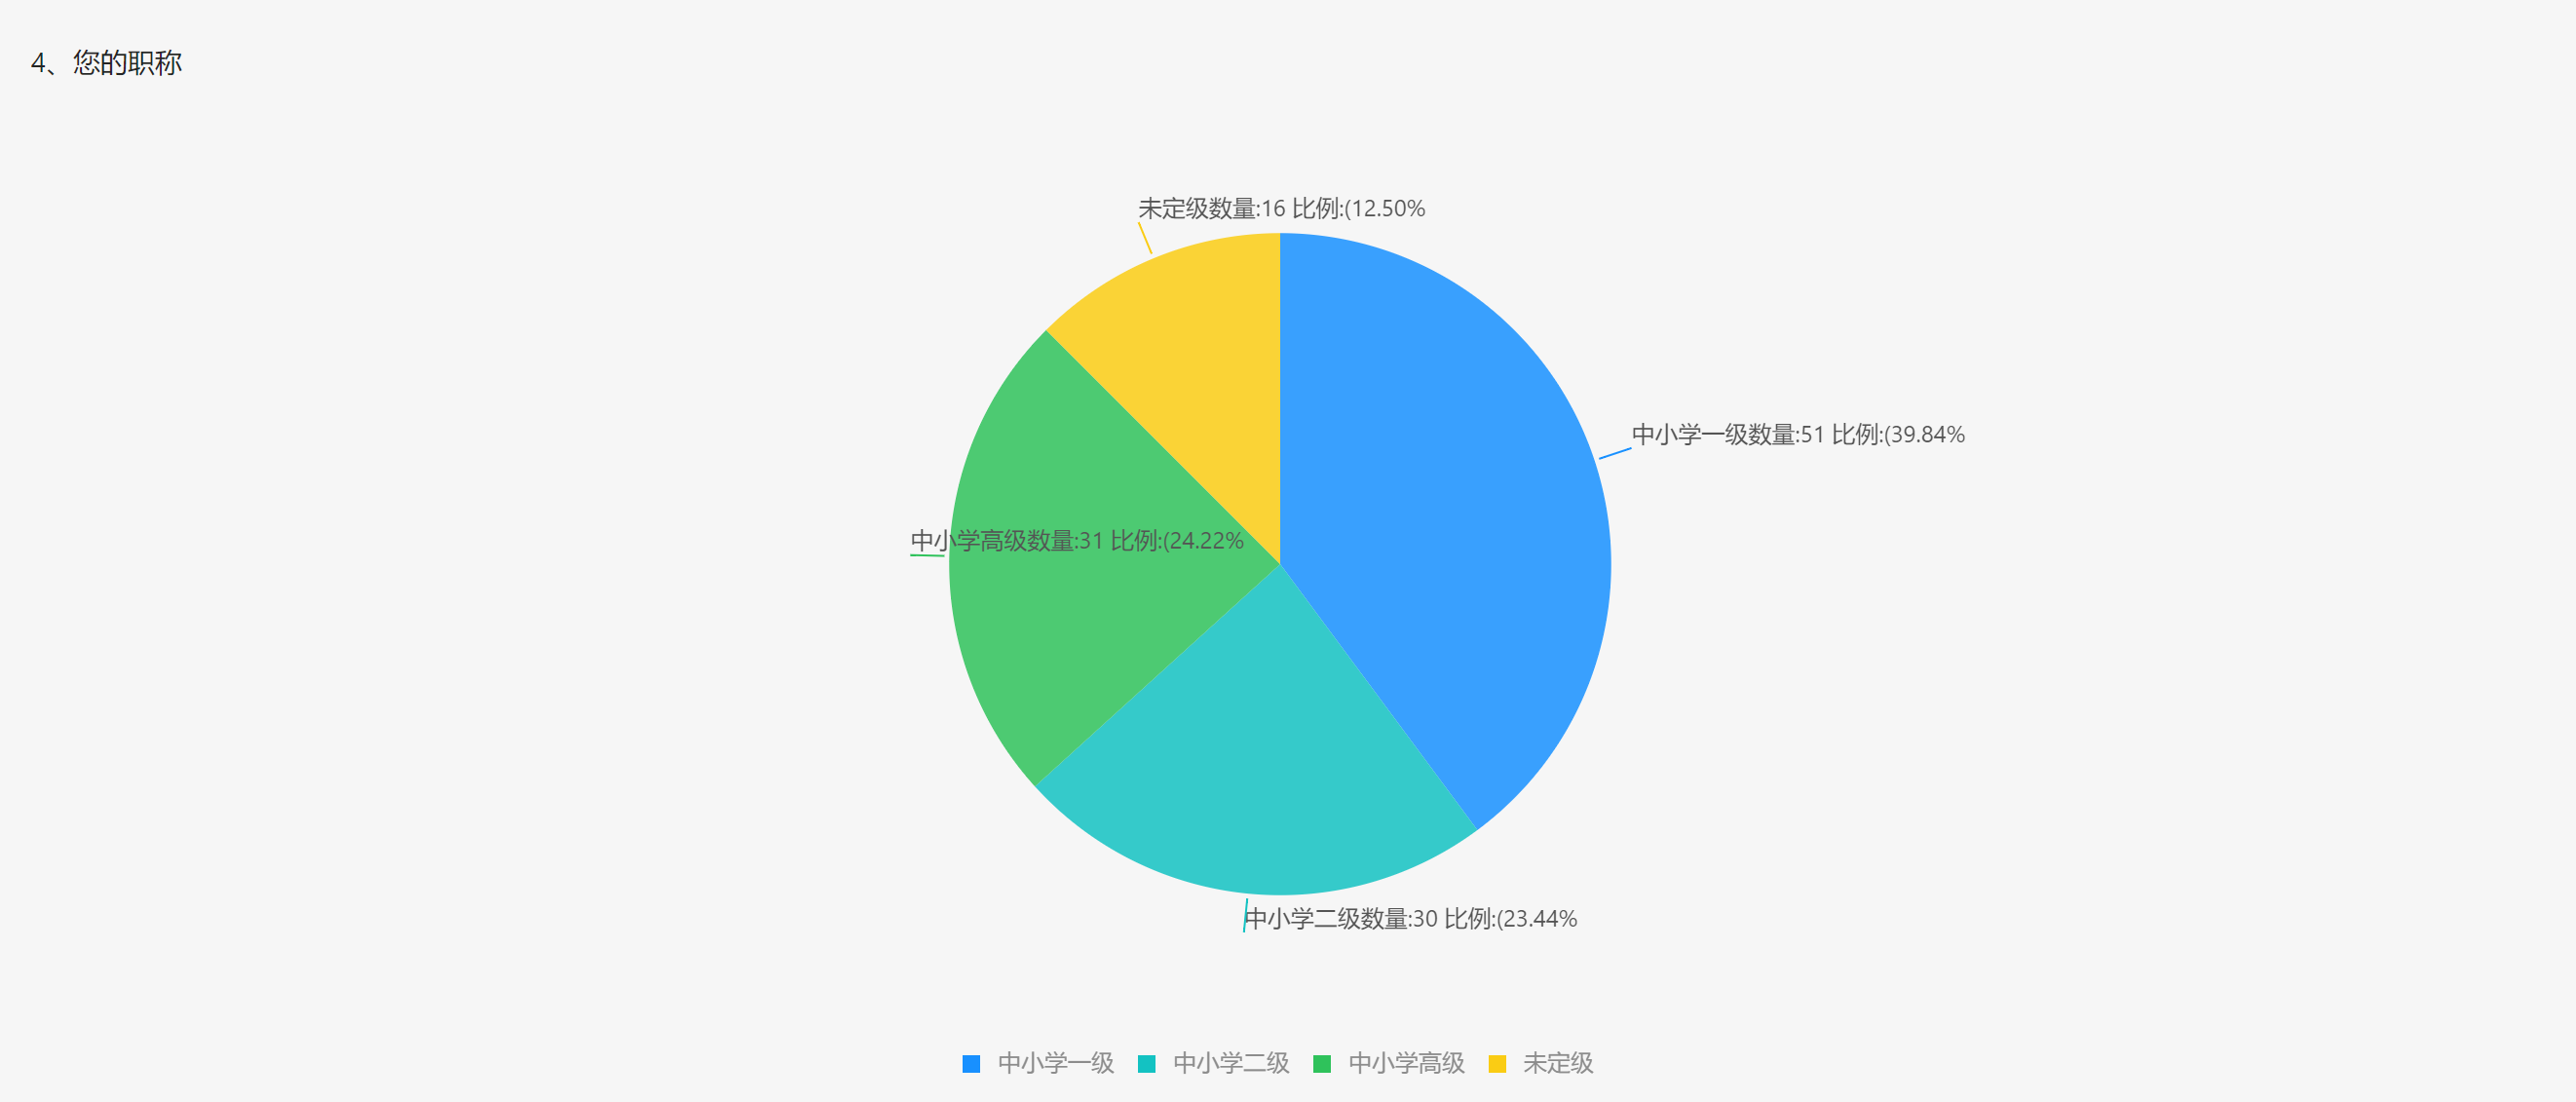 4、您的职称
未定级数量:16 比例:(12.50%
中小学一级数量:51 比例:(39.84%
中小学高级数量:31 比例:(24.22%
中小学二级数量:30 比例:(23.44%
中小学一级 中小学二级 中小学高级 未定级